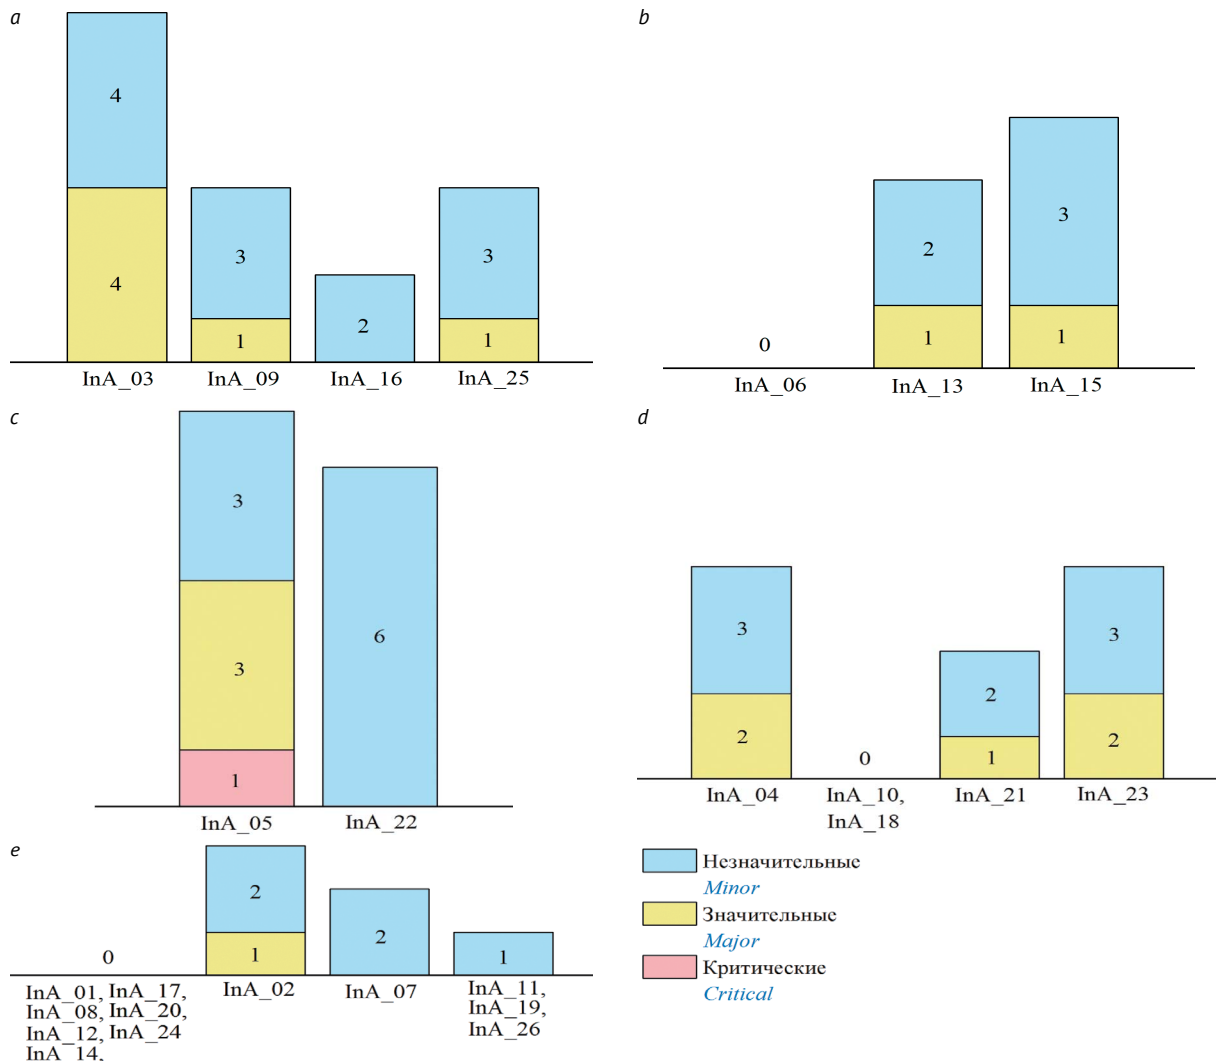 a
4
4
3
1
2
3
1
InA_03 InA_09 InA_16 InA_25
b
0
2
1
3
1
InA_06 InA_13 InA_15
c
3
3
1
6
InA_05 InA_22
d
3
2
0
2
1
3
2
InA_04 InA_10, InA_21 InA_23
InA_18
e
0
2
1
2
1
InA_01, InA_17, InA_02 InA_07 InA_11,
InA_08, InA_20, InA_19,
InA_12, InA_24 InA_26
InA_14,
Незначительные
Minor
Значительные
Major
Критические
Critical